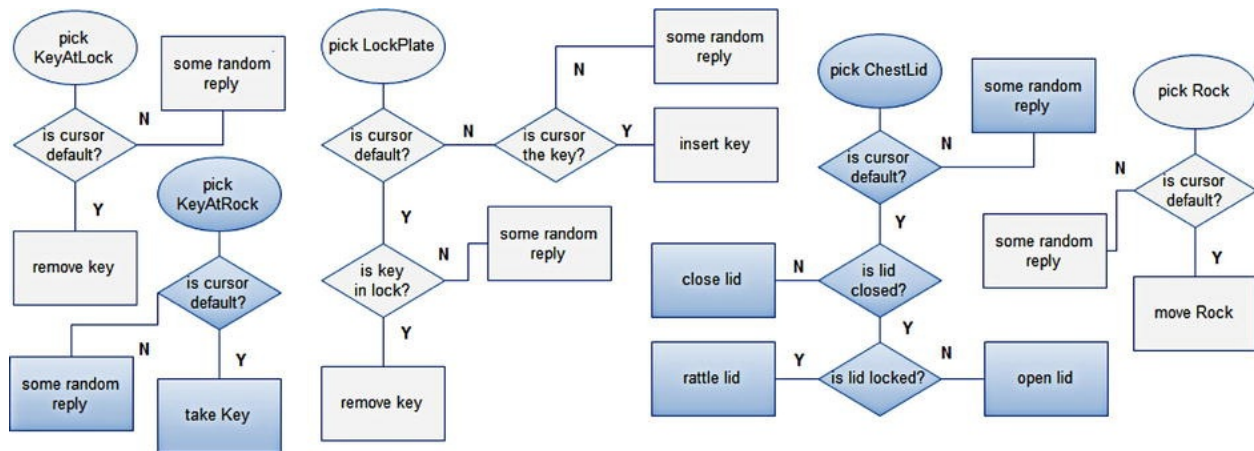 pick
KeyAtLock
some random
reply
N
is cursor
default?
Y
remove key
pick
KeyAtRock
is cursor
default?
N
some random
reply
Y
take Key
pick LockPlate
is cursor
default?
N
is cursor
the key?
N
some random
reply
Y
insert key
Y
is key
in lock?
N
some random
reply
Y
remove key
pick ChestLid
some random
reply
is cursor
default?
N
Y
is lid
closed?
N
close lid
Y
is lid locked?
Y
rattle lid
N
open lid
pick Rock
is cursor
default?
N
some random
reply
Y
move Rock